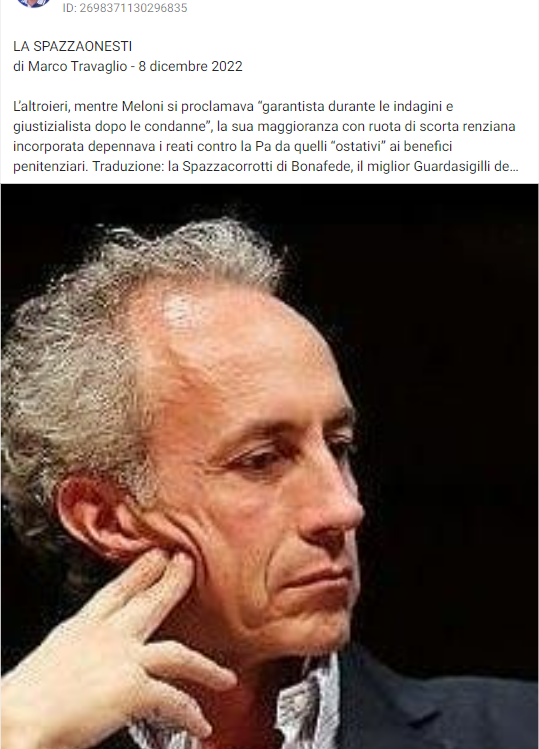 ID: 2698371130296835
LA SPAZZAONESTI
di Marco Travaglio - 8 dicembre 2022
L'altroieri, mentre Meloni si proclamava “garantista durante le indagini e
giustizialista dopo le condanne”, la sua maggioranza con ruota di scorta renziana
incorporata depennava i reati contro la Pa da quelli “ostativi” ai benefici
penitenziari. Traduzione: la Spazzacorrotti di Bonafede, il miglior Guardasigilli de...